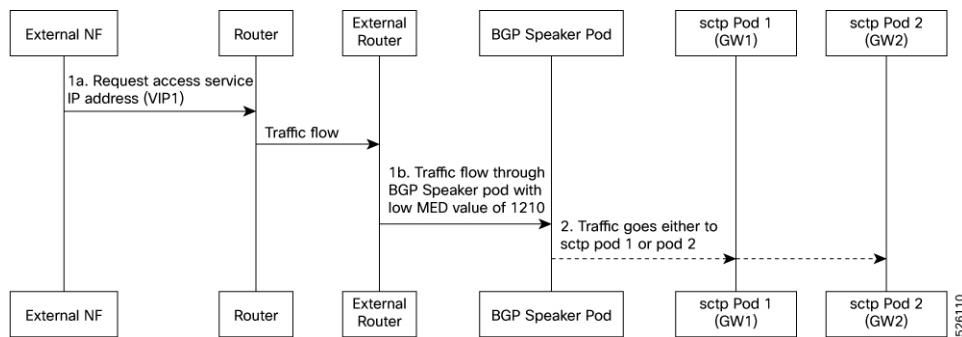 External NF
Router
External
Router
BGP Speaker Pod
sctp Pod 1
(GW1)
sctp Pod 2
(GW2)
1a. Request access service
IP address (VIP1)
Traffic flow
1b. Traffic flow through
BGP Speaker pod with
low MED value of 1210
2. Traffic goes either to
sctp pod 1 or pod 2
External NF
Router
External
Router
BGP Speaker Pod
sctp Pod 1
(GW1)
sctp Pod 2
(GW2)
526110